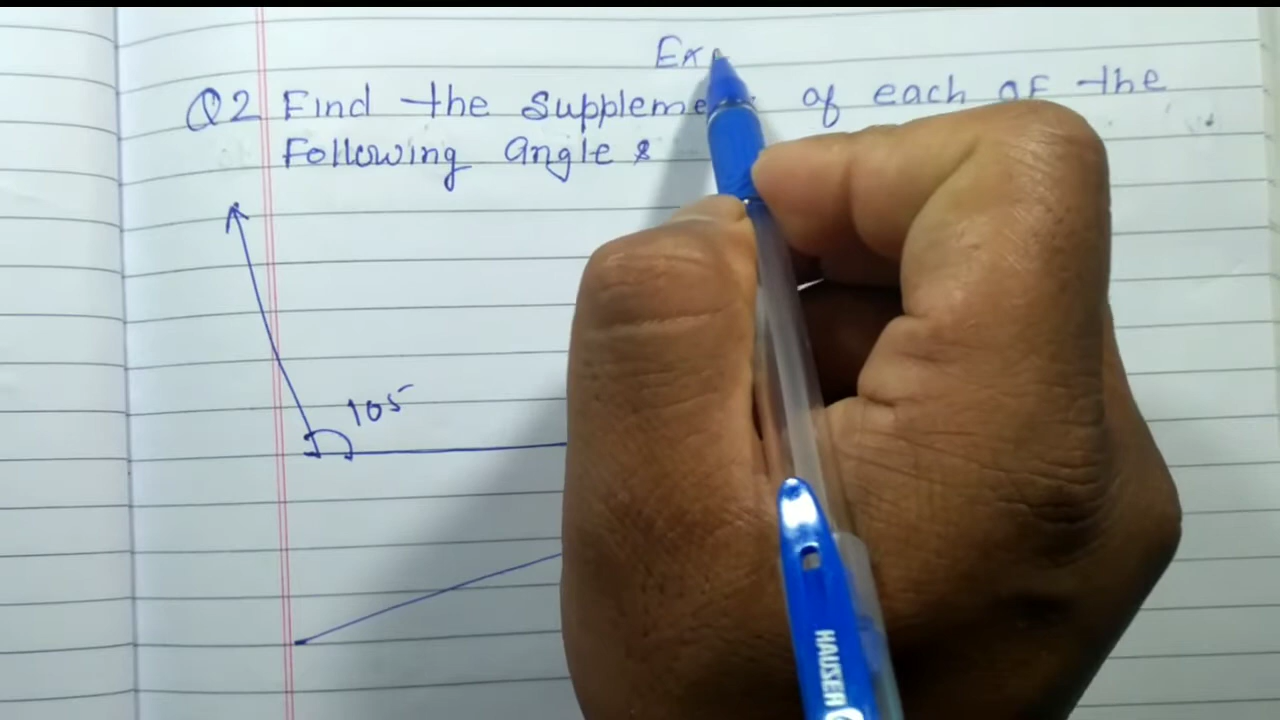 Ex
Q2 Find the Suppleme of each of the
Following angle s
105
HAUSER